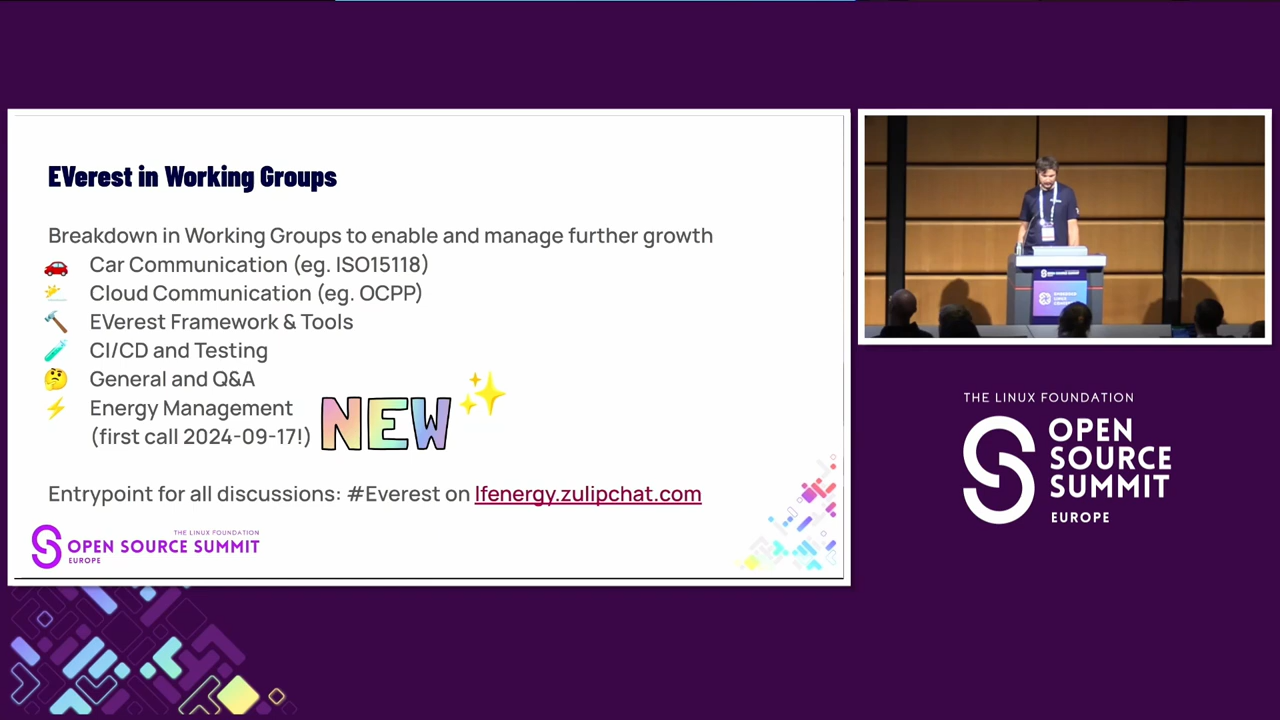 EVerest in Working Groups
Breakdown in Working Groups to enable and manage further growth
Car Communication (eg. ISO15118)
Cloud Communication (eg. OCPP)
EVerest Framework & Tools
CI/CD and Testing
General and Q&A
Energy Management
(first call 2024-09-17!)
NEW
Entrypoint for all discussions: #Everest on lfenergy.zulipchat.com
THE LINUX FOUNDATION
OPEN SOURCE SUMMIT
EUROPE
THE LINUX FOUNDATION
OPEN
SOURCE
SUMMIT
EUROPE